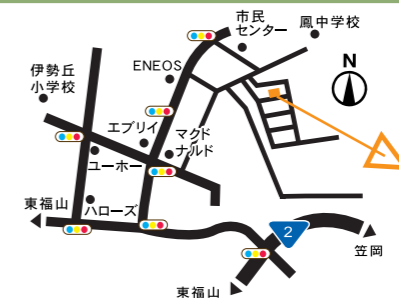 市民
センター
鳳中学校
ENEOS
N
伊勢丘
小学校
エブリイ
マクド
ナルド
ユーホー
東福山
ハローズ
2
笠岡
東福山